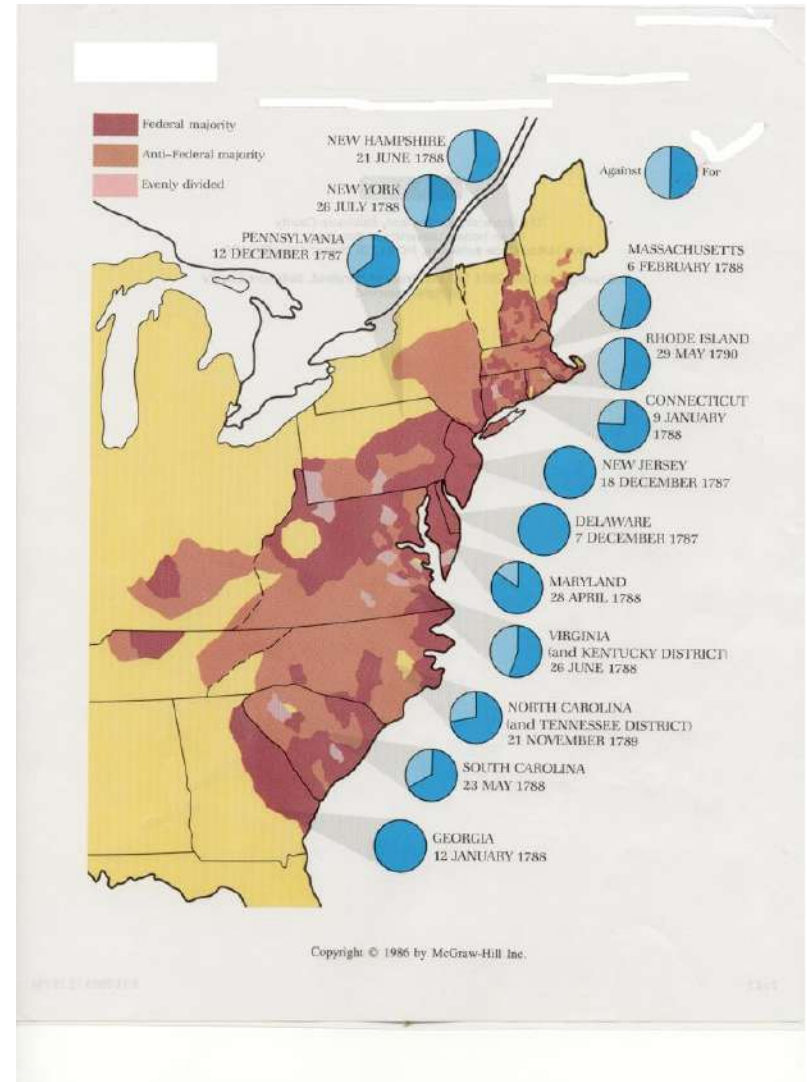 Federal majority
Anti-Federal majority
Evenly divided
NEW HAMPSHIRE
21 JUNE 1788
NEW YORK
26 JULY 1788
PENNSYLVANIA
12 DECEMBER 1787
Against
For
MASSACHUSETTS
6 FEBRUARY 1788
RHODE ISLAND
29 MAY 1790
CONNECTICUT
9 JANUARY
1788
NEW JERSEY
18 DECEMBER 1787
DELAWARE
7 DECEMBER 1787
MARYLAND
28 APRIL 1788
VIRGINIA
(and KENTUCKY DISTRICT)
26 JUNE 1788
NORTH CAROLINA
(and TENNESSEE DISTRICT)
21 NOVEMBER 1789
SOUTH CAROLINA
23 MAY 1788
GEORGIA
12 JANUARY 1788
Copyright © 1986 by McGraw-Hill Inc.